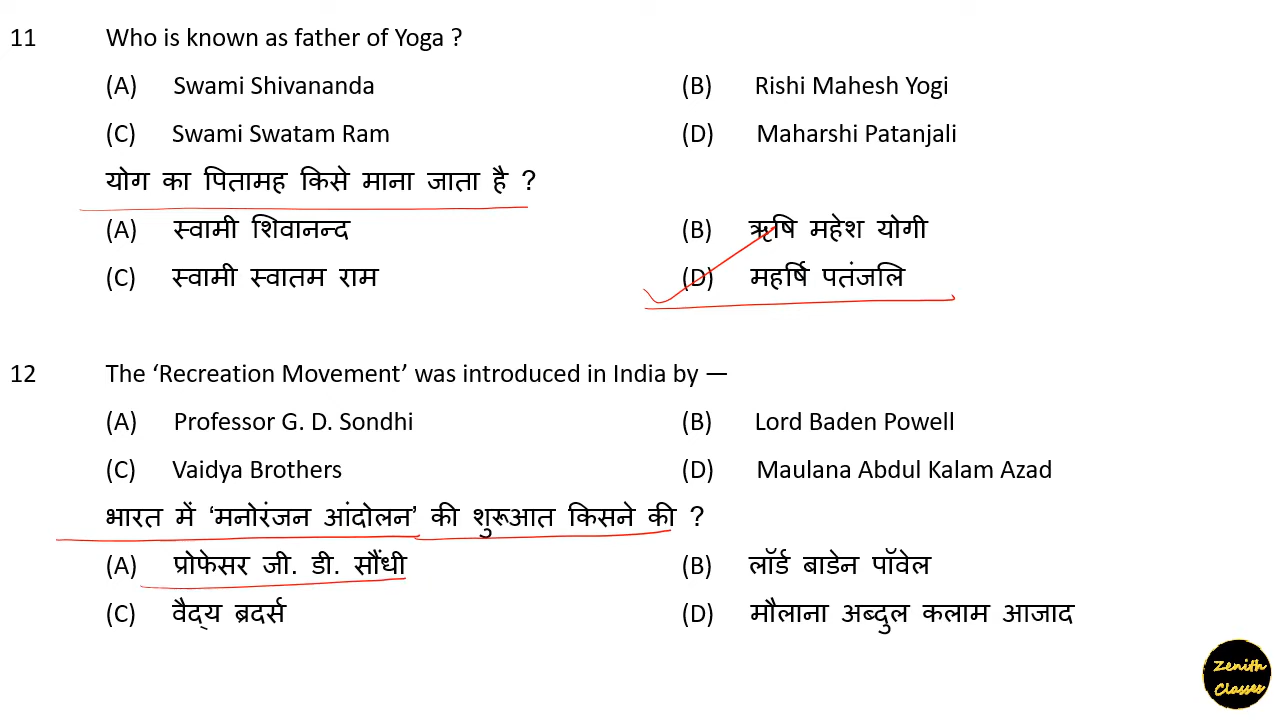 11 Who is known as father of Yoga ?
(A) Swami Shivananda (B) Rishi Mahesh Yogi
(C) Swami Swatam Ram (D) Maharshi Patanjali
योग का पितामह किसे माना जाता है ?
(A) स्वामी शिवानन्द (B) ऋषि महेश योगी
(C) स्वामी स्वातम राम (D) महर्षि पतंजलि
12 The ‘Recreation Movement’ was introduced in India by —
(A) Professor G. D. Sondhi (B) Lord Baden Powell
(C) Vaidya Brothers (D) Maulana Abdul Kalam Azad
भारत में ‘मनोरंजन आंदोलन’ की शुरूआत किसने की ?
(A) प्रोफेसर जी. डी. सौंधी (B) लॉर्ड बाडेन पॉवेल
(C) वैद्‌य ब्रदर्स (D) मौलाना अब्दुल कलाम आजाद
Zenith
Classes